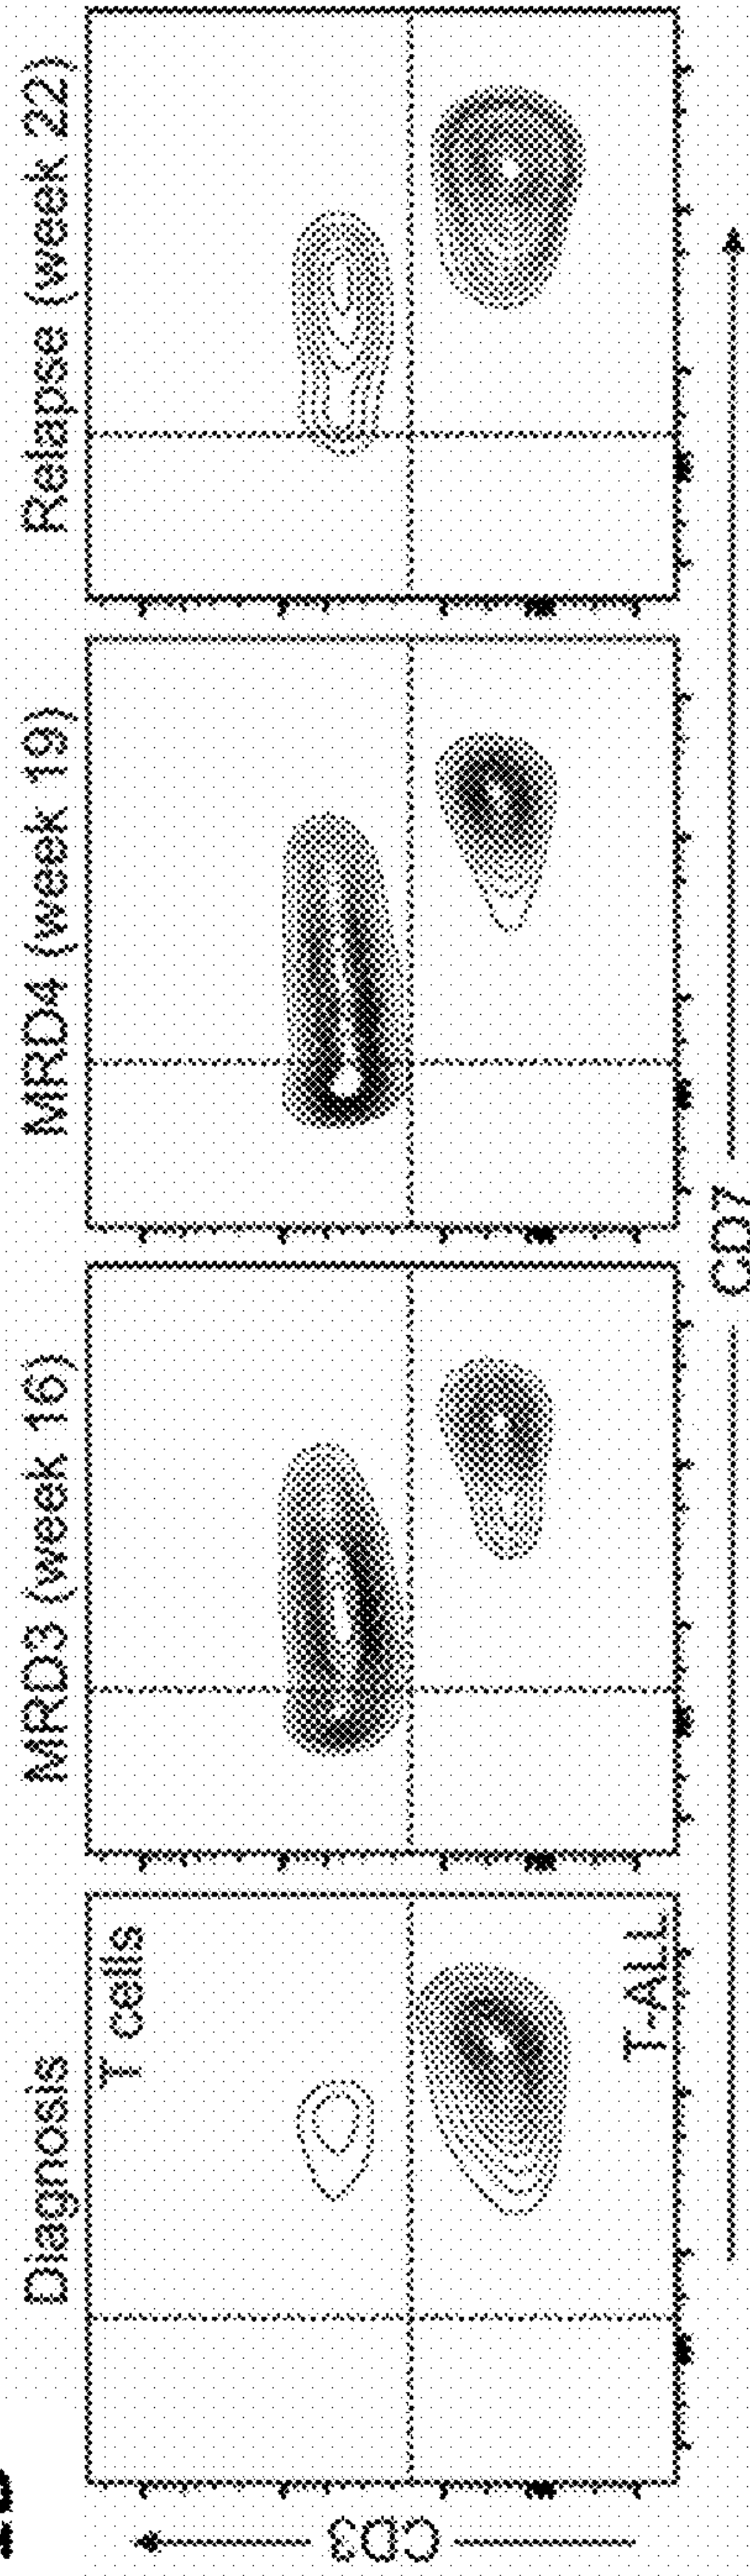 Diagnosis
MRD3 (week 16)
MRD4 (week 19)
Relapse (week 22)
T cells
T-ALL
CD3
CD7